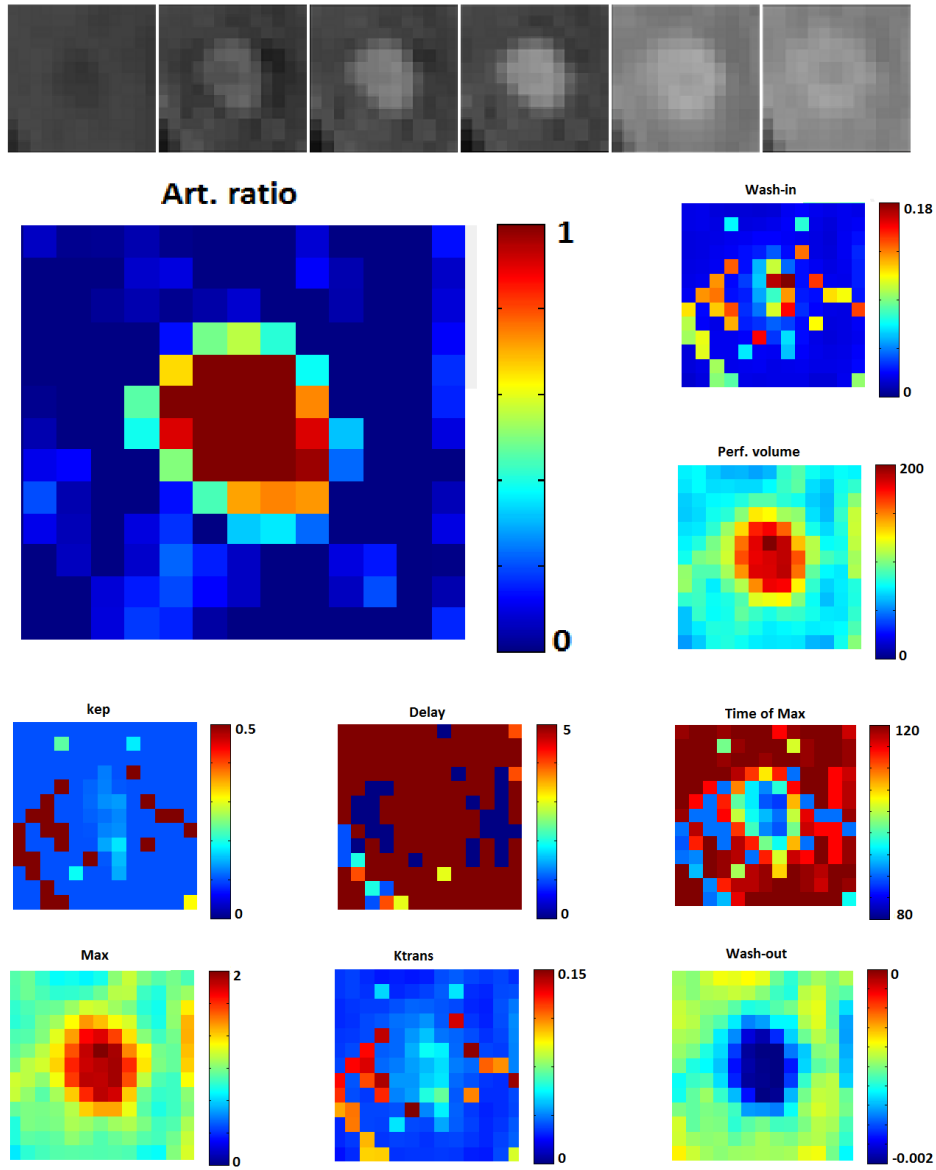 Art. ratio
1
0
Wash-in
0.18
0
Perf. volume
200
0
kep
0.5
0
Delay
5
0
Time of Max
120
80
Max
2
0
Ktrans
0.15
0
Wash-out
0
-0.002